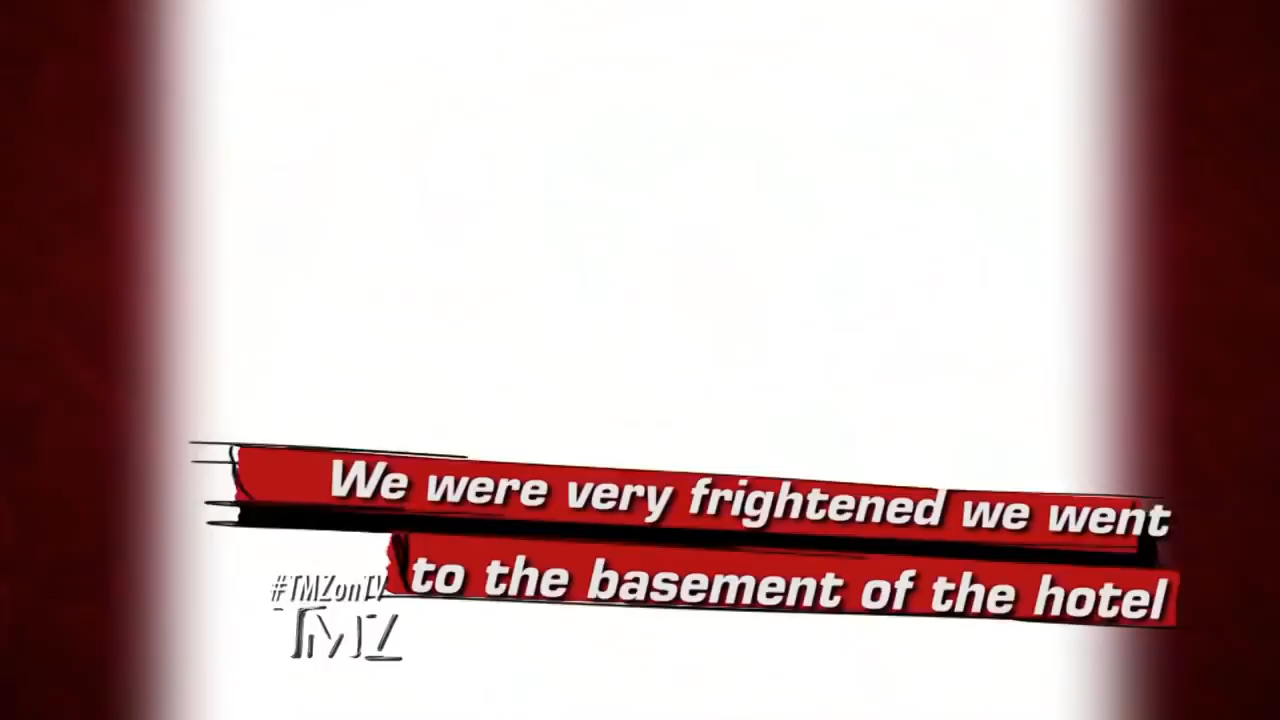 We were very frightened we went
to the basement of the hotel
#TMZonTV
TMZ